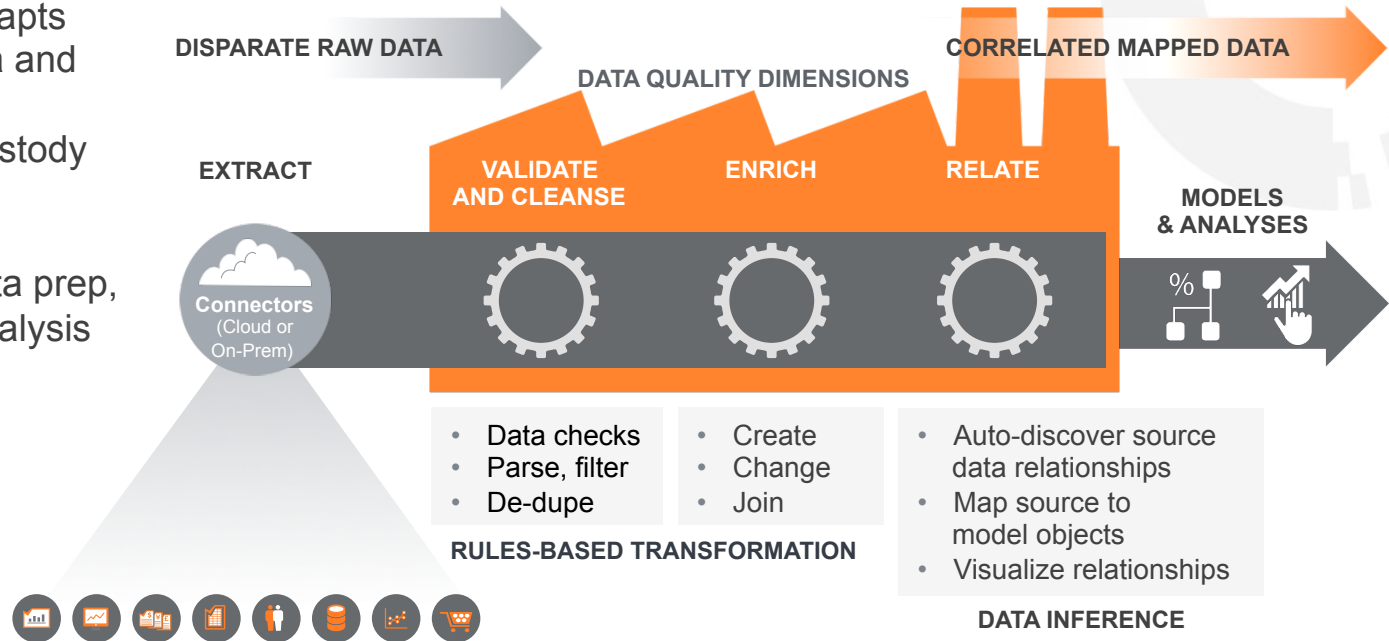 a and
stody
ta prep,
alysis
DISPARATE RAW DATA
CORRELATED MAPPED DATA
DATA QUALITY DIMENSIONS
EXTRACT
VALIDATE
AND CLEANSE
ENRICH
RELATE
MODELS
& ANALYSES
Connectors
(Cloud or
On-Prem)
%
• Data checks
• Parse, filter
• De-dupe
• Create
• Change
• Join
RULES-BASED TRANSFORMATION
• Auto-discover source
data relationships
• Map source to
model objects
• Visualize relationships
DATA INFERENCE